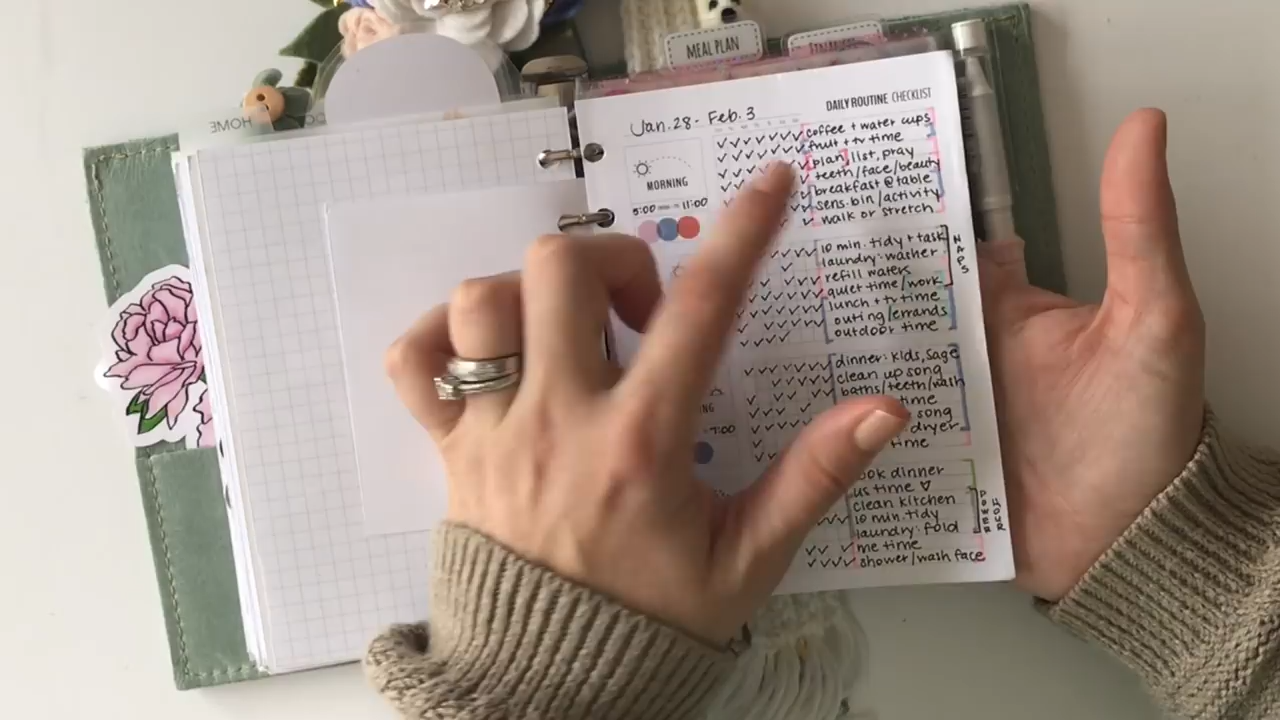 MEAL PLAN
HOME
DAILY ROUTINE CHECKLIST
Jan. 28 - Feb. 3
MORNING
5:00 11:00
coffee + water cups
fruit + tv time
plan, list, pray
teeth/face/beauty
breakfast @ table
sens. bin/activity
walk or stretch
10 min. tidy + task
laundry: washer
refill waters
quiet time/work
lunch + tv time
outing/errands
outdoor time
NAPS
dinner: kids, Sage
clean up song
baths/teeth/wash
time
song
dryer
time
-7:00
dinner
us time ♡
clean kitchen
10 min. tidy
laundry: fold
me time
shower/wash face
POWER HOUR